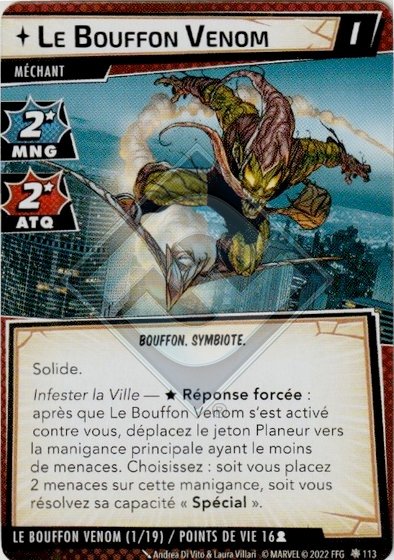 Le Bouffon Venom
I
MÉCHANT
2★
MNG
2★
ATQ
BOUFFON. SYMBIOTE.
Solide.
Infester la Ville — ★ Réponse forcée :
après que Le Bouffon Venom s'est activé
contre vous, déplacez le jeton Planeur vers
la manigance principale ayant le moins
de menaces. Choisissez : soit vous placez
2 menaces sur cette manigance, soit vous
résolvez sa capacité « Spécial ».
LE BOUFFON VENOM (1/19) / POINTS DE VIE 16
Andrea Di Vito & Laura Villari © MARVEL © 2022 FFG 113